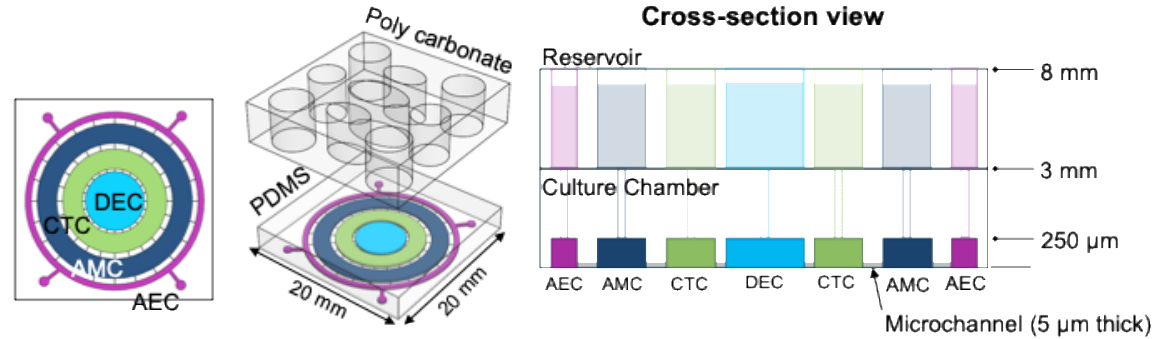 DEC
CTC
AMC
AEC
Poly carbonate
PDMS
20 mm
20 mm
Cross-section view
Reservoir
8 mm
3 mm
Culture Chamber
250 µm
AEC AMC CTC DEC CTC AMC AEC
Microchannel (5 µm thick)